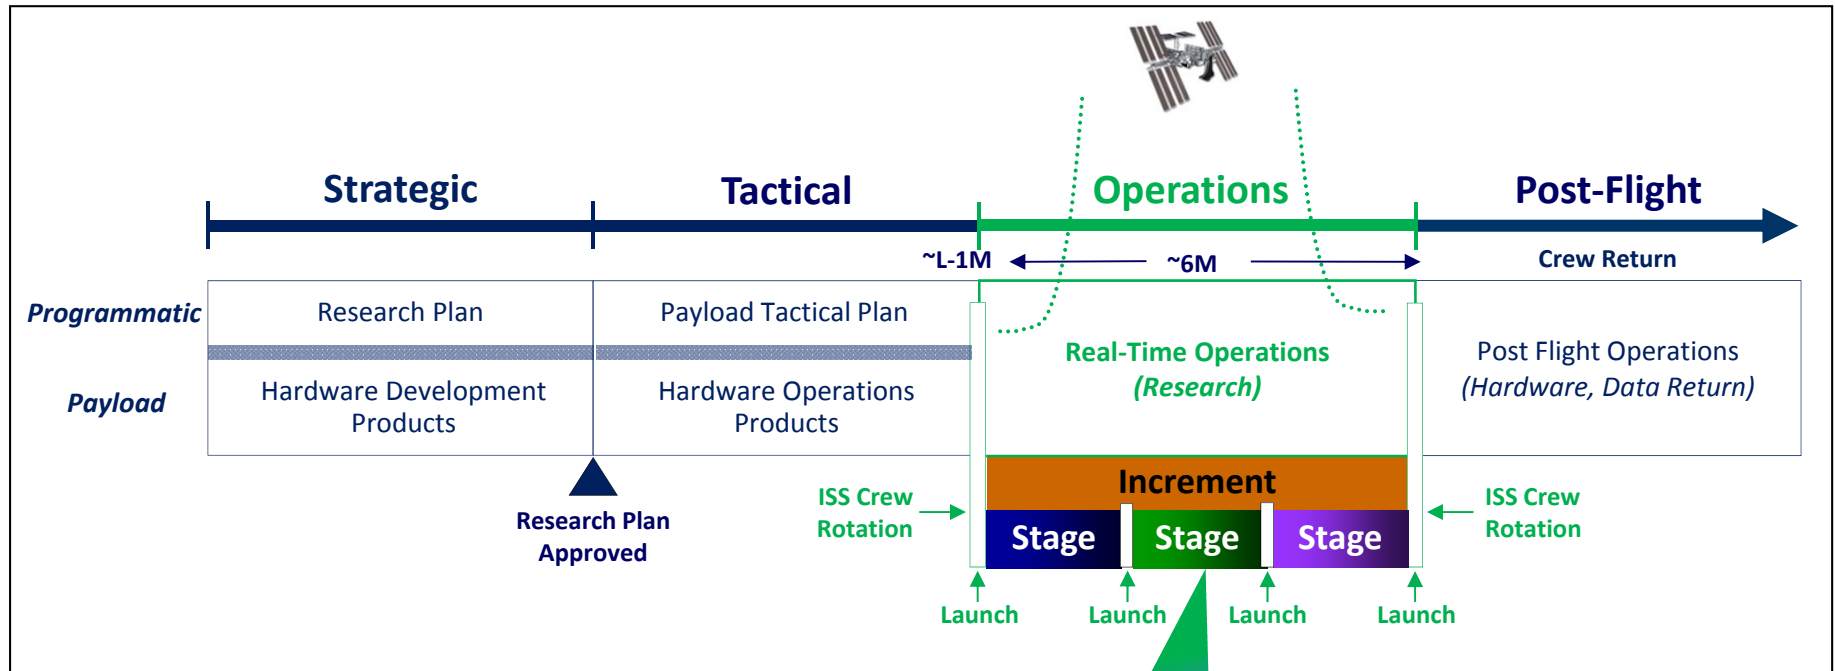 Strategic
Tactical
Operations
Post-Flight
~L-1M
~6M
Crew Return
Programmatic
Research Plan
Payload Tactical Plan
Real-Time Operations
(Research)
Post Flight Operations
(Hardware, Data Return)
Payload
Hardware Development
Products
Hardware Operations
Products
Research Plan
Approved
ISS Crew
Rotation
Increment
Stage
Stage
Stage
ISS Crew
Rotation
Launch
Launch
Launch
Launch